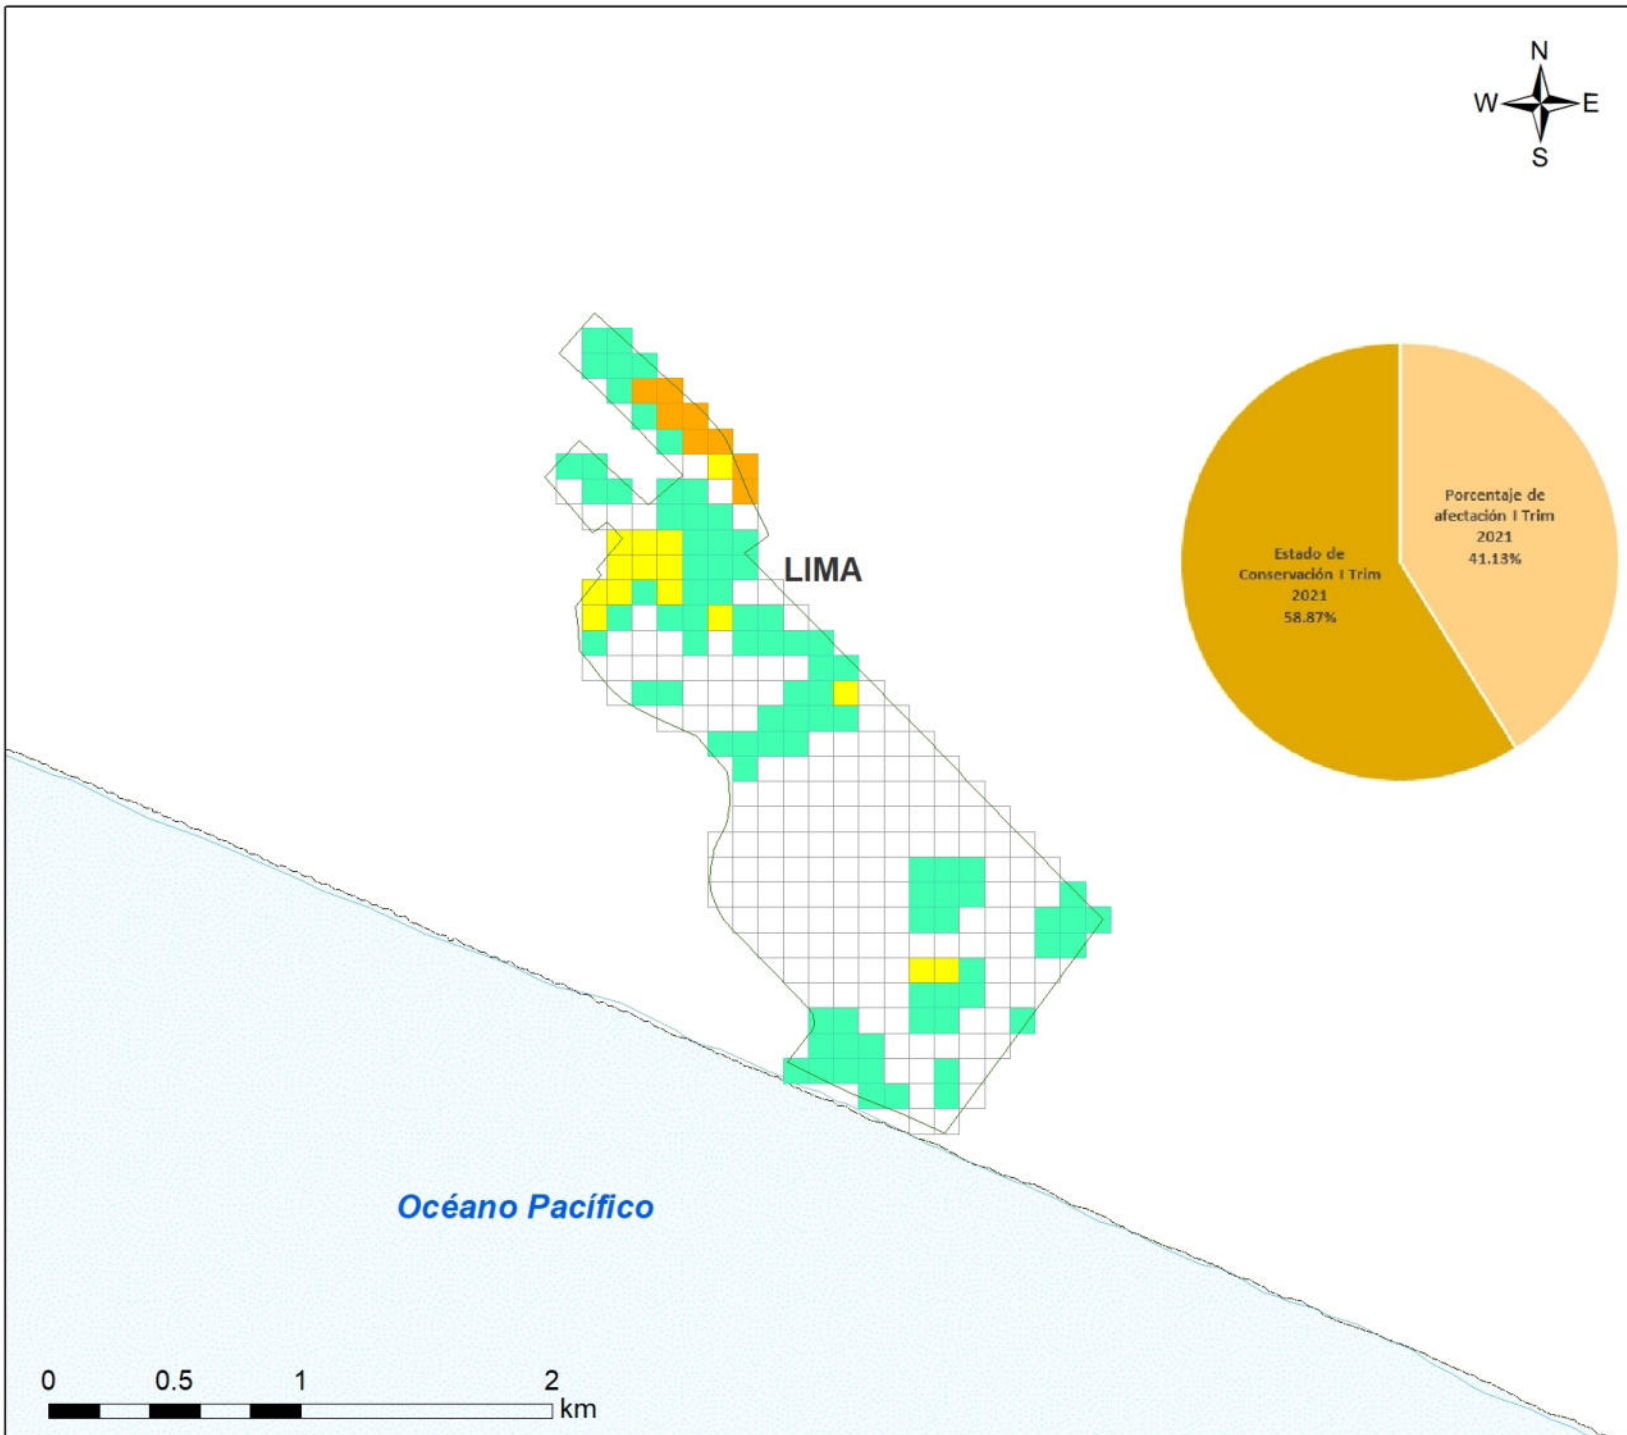 N
W E
S
LIMA
Porcentaje de
afectación I Trim
2021
41.13%
Estado de
Conservación I Trim
2021
58.87%
Océano Pacífico
0 0.5 1 2
km